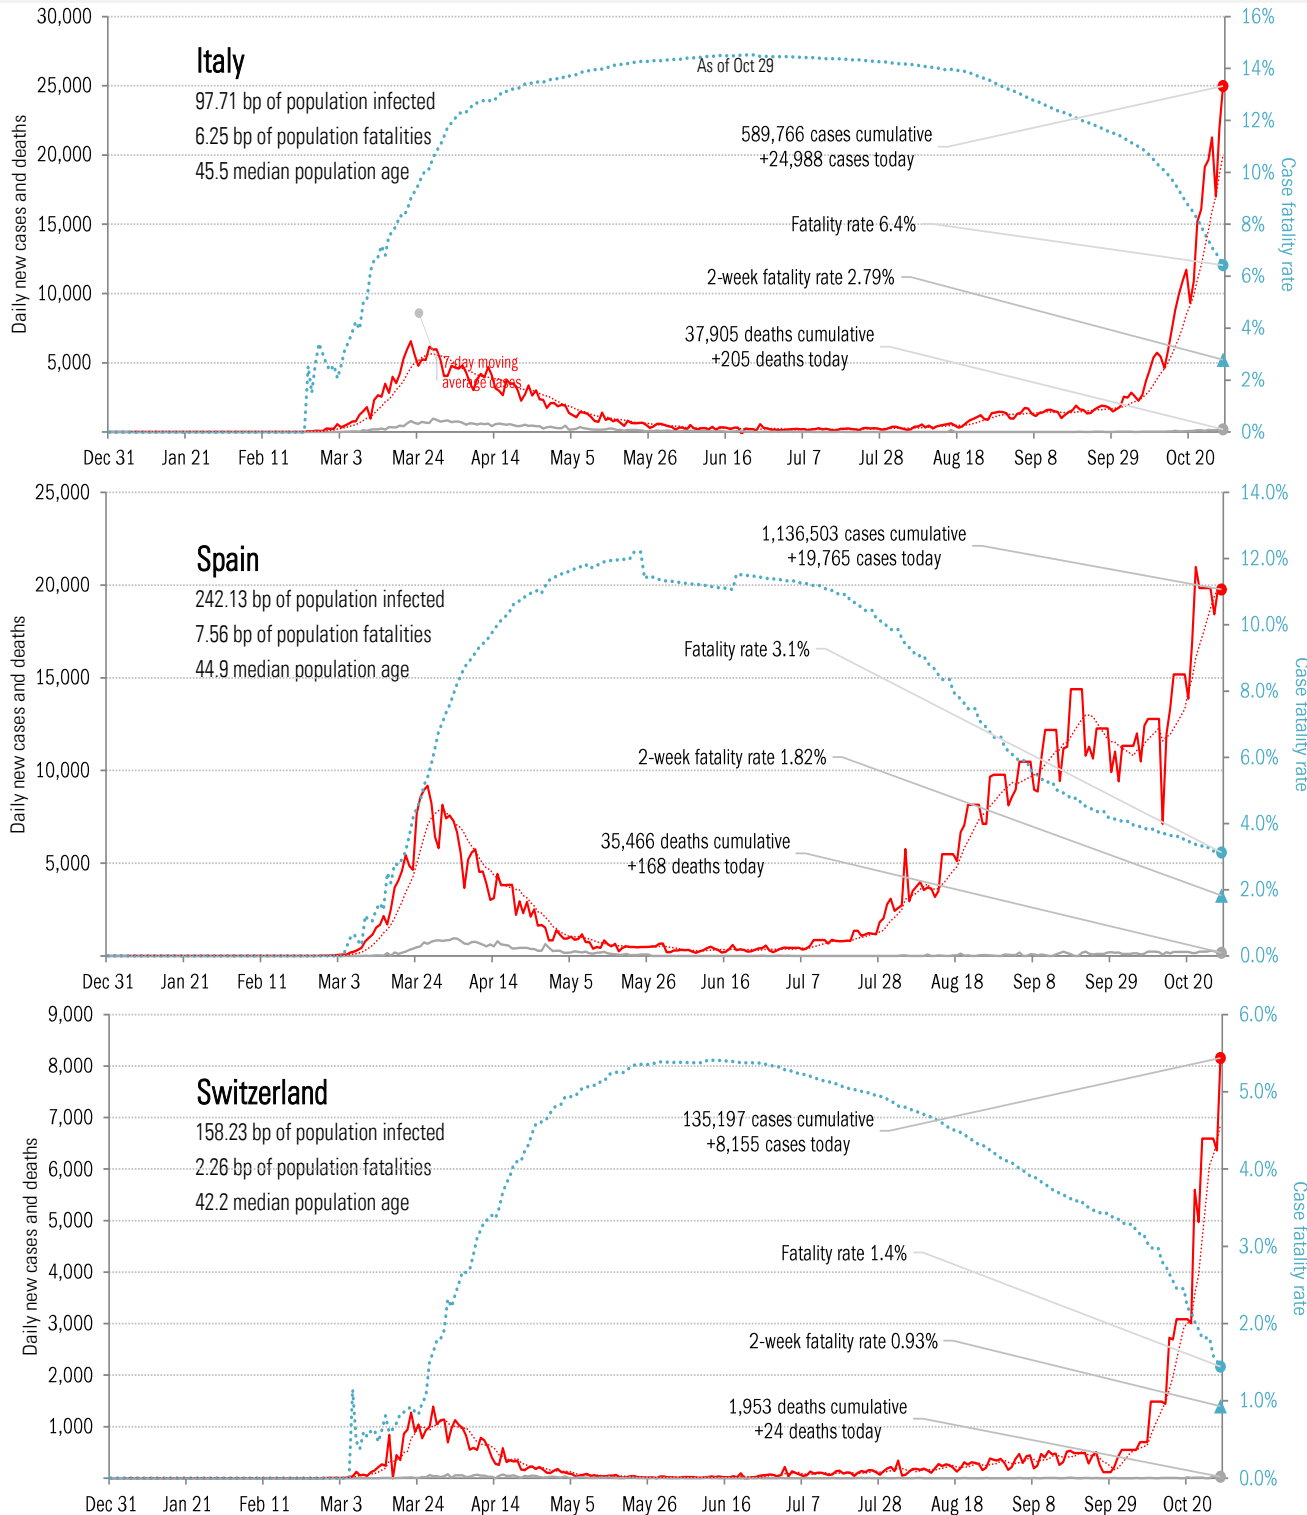 30,000
25,000
20,000
15,000
10,000
5,000
Daily new cases and deaths
Italy
97.71 bp of population infected
6.25 bp of population fatalities
45.5 median population age
As of Oct 29
589,766 cases cumulative
+24,988 cases today
Fatality rate 6.4%
2-week fatality rate 2.79%
37,905 deaths cumulative
+205 deaths today
7-day moving
average cases
16%
14%
12%
10%
8%
6%
4%
2%
0%
Case fatality rate
Dec 31 Jan 21 Feb 11 Mar 3 Mar 24 Apr 14 May 5 May 26 Jun 16 Jul 7 Jul 28 Aug 18 Sep 8 Sep 29 Oct 20
25,000
20,000
15,000
10,000
5,000
Daily new cases and deaths
Spain
242.13 bp of population infected
7.56 bp of population fatalities
44.9 median population age
1,136,503 cases cumulative
+19,765 cases today
Fatality rate 3.1%
2-week fatality rate 1.82%
35,466 deaths cumulative
+168 deaths today
14.0%
12.0%
10.0%
8.0%
6.0%
4.0%
2.0%
0.0%
Case fatality rate
Dec 31 Jan 21 Feb 11 Mar 3 Mar 24 Apr 14 May 5 May 26 Jun 16 Jul 7 Jul 28 Aug 18 Sep 8 Sep 29 Oct 20
9,000
8,000
7,000
6,000
5,000
4,000
3,000
2,000
1,000
Daily new cases and deaths
Switzerland
158.23 bp of population infected
2.26 bp of population fatalities
42.2 median population age
135,197 cases cumulative
+8,155 cases today
Fatality rate 1.4%
2-week fatality rate 0.93%
1,953 deaths cumulative
+24 deaths today
6.0%
5.0%
4.0%
3.0%
2.0%
1.0%
0.0%
Case fatality rate
Dec 31 Jan 21 Feb 11 Mar 3 Mar 24 Apr 14 May 5 May 26 Jun 16 Jul 7 Jul 28 Aug 18 Sep 8 Sep 29 Oct 20